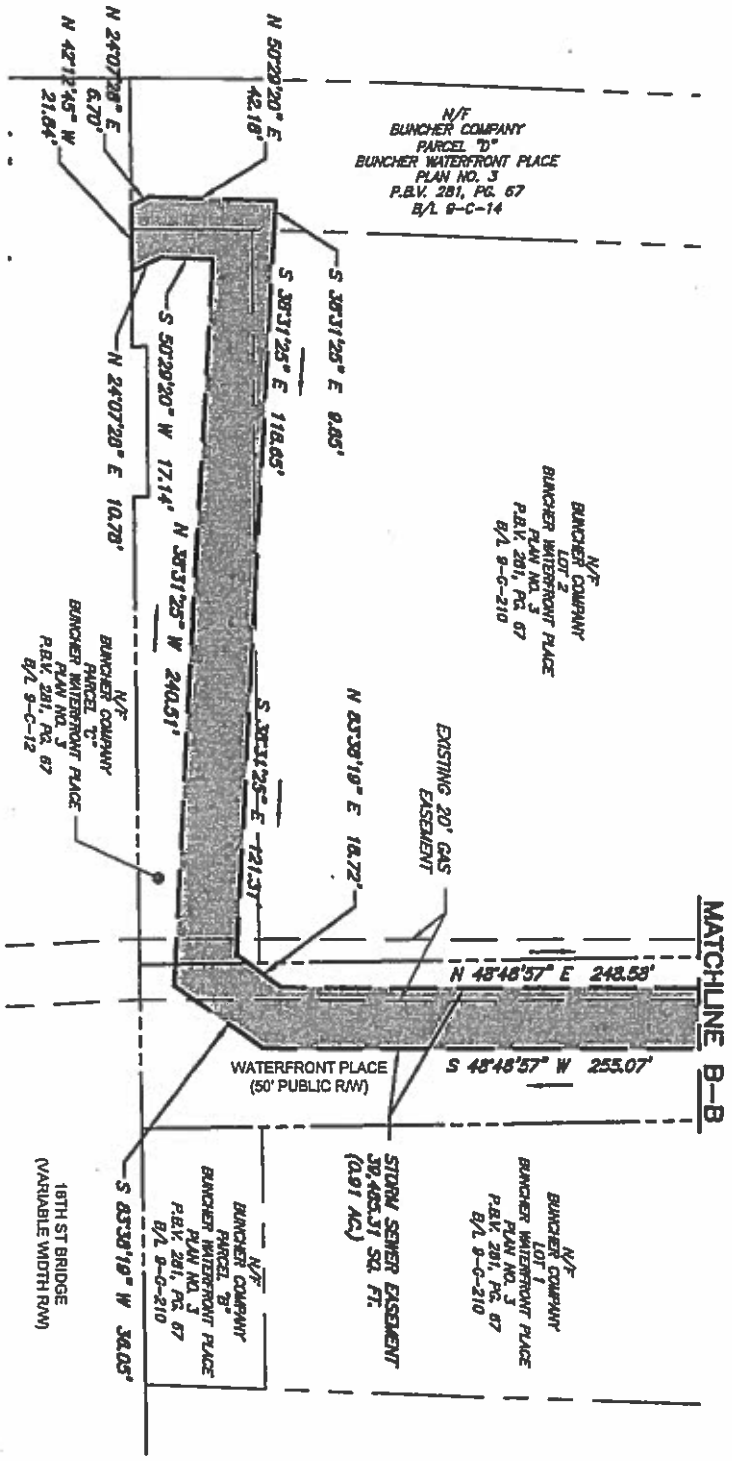 MATCHLINE B-B
N/F
BUNCHER COMPANY
PARCEL "D"
BUNCHER WATERFRONT PLACE
PLAN NO. 3
P.B.V. 281, PG. 67
B/L 9-C-14
N 50°29'20" E
42.18'
N 24°07'28" E
6.70'
N 42°12'45" W
21.84'
S 38°31'25" E 9.85'
S 38°31'25" E 118.65'
S 50°29'20" W 17.14'
N 24°07'28" E 10.78'
N 38°31'25" W 240.51'
S 38°31'25" E 121.31'
N 83°38'19" E 18.72'
N/F
BUNCHER COMPANY
LOT 2
BUNCHER WATERFRONT PLACE
PLAN NO. 3
P.B.V. 281, PG. 67
B/L 9-C-210
N/F
BUNCHER COMPANY
PARCEL "C"
BUNCHER WATERFRONT PLACE
PLAN NO. 3
P.B.V. 281, PG. 67
B/L 9-C-12
EXISTING 20' GAS
EASEMENT
N 48°48'57" E 248.58'
S 48°48'57" W 255.07'
WATERFRONT PLACE
(50' PUBLIC R/W)
STORM SEWER EASEMENT
39,485.31 SQ. FT.
(0.91 AC.)
N/F
BUNCHER COMPANY
LOT 1
BUNCHER WATERFRONT PLACE
PLAN NO. 3
P.B.V. 281, PG. 67
B/L 9-C-210
N/F
BUNCHER COMPANY
PARCEL "B"
BUNCHER WATERFRONT PLACE
PLAN NO. 3
P.B.V. 281, PG. 67
B/L 9-C-210
S 83°38'19" W 36.05'
16TH ST BRIDGE
(VARIABLE WIDTH R/W)